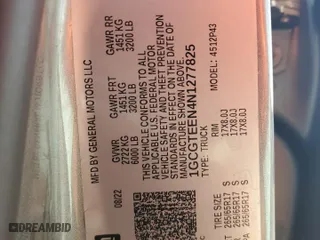 MFD BY GENERAL MOTORS LLC
08/22
GVWR
2722 KG
6000 LB
GAWR FRT
1451 KG
3200 LB
GAWR RR
1451 KG
3200 LB
THIS VEHICLE CONFORMS TO ALL
APPLICABLE U.S. FEDERAL MOTOR
VEHICLE SAFETY, AND THEFT PREVENTION
STANDARDS IN EFFECT ON THE DATE OF
MANUFACTURE SHOWN ABOVE.
1GCGTEEN4N1277825
TYPE: TRUCK
MODEL: 4512P43
TIRE SIZE
265/65R17 S
265/65R17 S
265/65R17 S
RIM
17X8.0J
17X8.0J
17X8.0J
DREAMBID